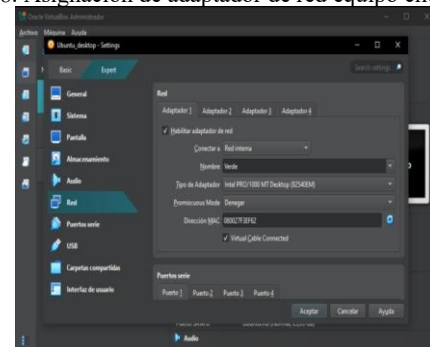 Asignación de adaptador de red equipo
Oracle VirtualBox Administrador
Archivo Máquina Ayuda
Ubuntu_desktop - Settings
Basic Expert Search settings
General
Sistema
Pantalla
Almacenamiento
Audio
Red
Puertos serie
USB
Carpetas compartidas
Interfaz de usuario
Red
Adaptador 1 Adaptador 2 Adaptador 3 Adaptador 4
Habilitar adaptador de red
Conectar a Red interna
Nombre Verde
Tipo de Adaptador Intel PRO/1000 MT Desktop (82540EM)
Promiscuous Mode Denegar
Dirección MAC 080027F3EF62
Virtual Cable Connected
Puertos serie
Puerto 1 Puerto 2 Puerto 3 Puerto 4
Aceptar Cancelar Ayuda
Audio